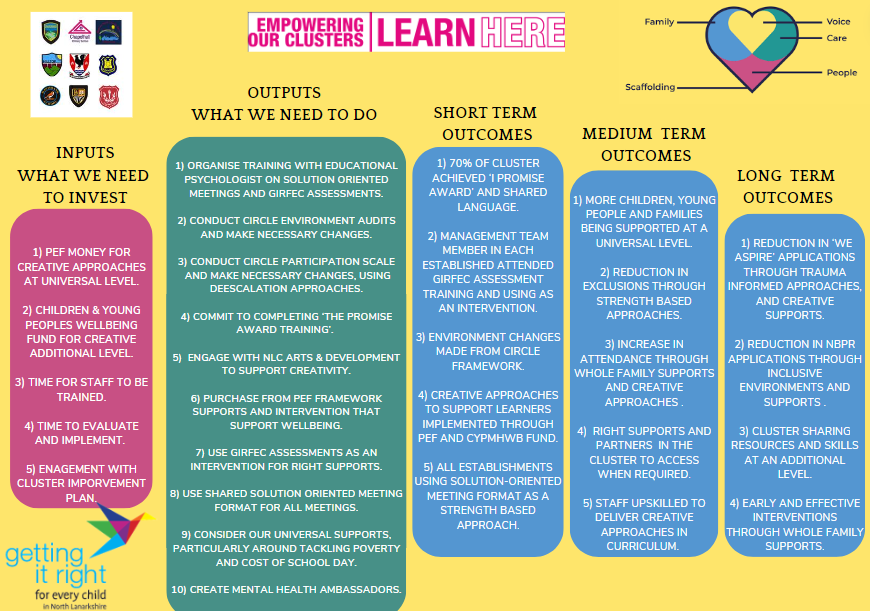 EMPOWERING
OUR CLUSTERS
LEARN HERE
Family
Voice
Care
People
Scaffolding
INPUTS
WHAT WE NEED
TO INVEST
1) PEF MONEY FOR
CREATIVE APPROACHES
AT UNIVERSAL LEVEL.
2) CHILDREN & YOUNG
PEOPLES WELLBEING
FUND FOR CREATIVE
ADDITIONAL LEVEL.
3) TIME FOR STAFF TO BE
TRAINED.
4) TIME TO EVALUATE
AND IMPLEMENT.
5) ENAGEMENT WITH
CLUSTER IMPORVEMENT
PLAN.
getting
it right
for every child
in North Lanarkshire
OUTPUTS
WHAT WE NEED TO DO
1) ORGANISE TRAINING WITH EDUCATIONAL
PSYCHOLOGIST ON SOLUTION ORIENTED
MEETINGS AND GIRFEC ASSESSMENTS.
2) CONDUCT CIRCLE ENVIRONMENT AUDITS
AND MAKE NECESSARY CHANGES.
3) CONDUCT CIRCLE PARTICIPATION SCALE
AND MAKE NECESSARY CHANGES, USING
DEESCALATION APPROACHES.
4) COMMIT TO COMPLETING 'THE PROMISE
AWARD TRAINING'.
5) ENGAGE WITH NLC ARTS & DEVELOPMENT
TO SUPPORT CREATIVITY.
6) PURCHASE FROM PEF FRAMEWORK
SUPPORTS AND INTERVENTION THAT
SUPPORT WELLBEING.
7) USE GIRFEC ASSESSMENTS AS AN
INTERVENTION FOR RIGHT SUPPORTS.
8) USE SHARED SOLUTION ORIENTED MEETING
FORMAT FOR ALL MEETINGS.
9) CONSIDER OUR UNIVERSAL SUPPORTS,
PARTICULARLY AROUND TACKLING POVERTY
AND COST OF SCHOOL DAY.
10) CREATE MENTAL HEALTH AMBASSADORS.
SHORT TERM
OUTCOMES
1) 70% OF CLUSTER
ACHIEVED 'I PROMISE
AWARD' AND SHARED
LANGUAGE.
2) MANAGEMENT TEAM
MEMBER IN EACH
ESTABLISHED ATTENDED
GIRFEC ASSESSMENT
TRAINING AND USING AS
AN INTERVENTION.
3) ENVIRONMENT CHANGES
MADE FROM CIRCLE
FRAMEWORK.
4) CREATIVE APPROACHES
TO SUPPORT LEARNERS
IMPLEMENTED THROUGH
PEF AND CYPMHWB FUND.
5) ALL ESTABLISHMENTS
USING SOLUTION-ORIENTED
MEETING FORMAT AS A
STRENGTH BASED
APPROACH.
MEDIUM TERM
OUTCOMES
1) MORE CHILDREN, YOUNG
PEOPLE AND FAMILIES
BEING SUPPORTED AT A
UNIVERSAL LEVEL.
2) REDUCTION IN
EXCLUSIONS THROUGH
STRENGTH BASED
APPROACHES.
3) INCREASE IN
ATTENDANCE THROUGH
WHOLE FAMILY SUPPORTS
AND CREATIVE
APPROACHES .
4) RIGHT SUPPORTS AND
PARTNERS IN THE
CLUSTER TO ACCESS
WHEN REQUIRED.
5) STAFF UPSKILLED TO
DELIVER CREATIVE
APPROACHES IN
CURRICULUM.
LONG TERM
OUTCOMES
1) REDUCTION IN 'WE
ASPIRE' APPLICATIONS
THROUGH TRAUMA
INFORMED APPROACHES,
AND CREATIVE
SUPPORTS.
2) REDUCTION IN NBPR
APPLICATIONS THROUGH
INCLUSIVE
ENVIRONMENTS AND
SUPPORTS .
3) CLUSTER SHARING
RESOURCES AND SKILLS
AT AN ADDITIONAL
LEVEL.
4) EARLY AND EFFECTIVE
INTERVENTIONS
THROUGH WHOLE FAMILY
SUPPORTS.